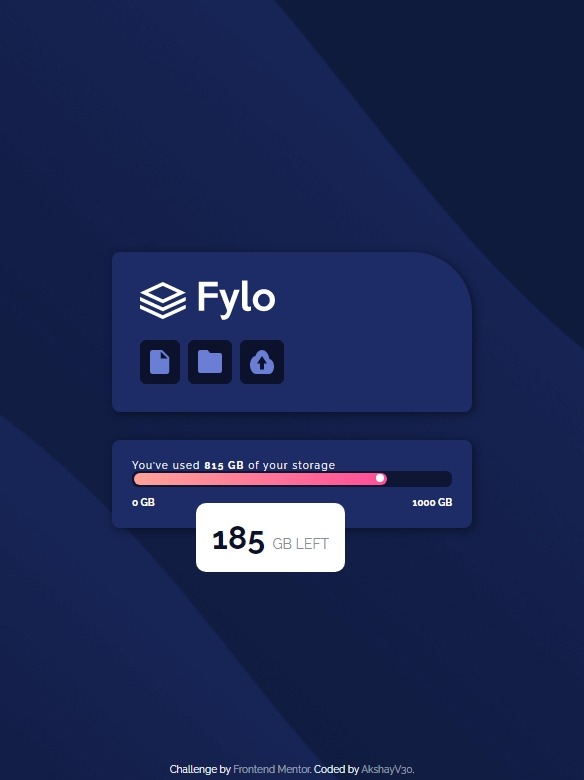 Fylo
You've used 815 GB of your storage
0 GB
1000 GB
185 GB LEFT
Challenge by Frontend Mentor. Coded by AkshayV30.